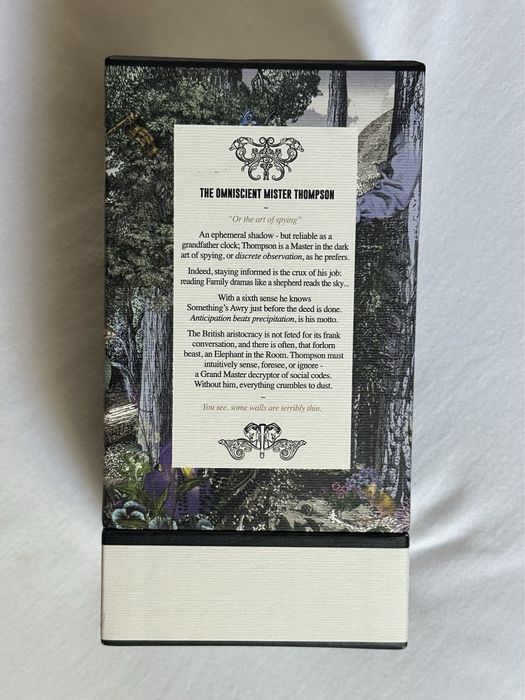 THE OMNISCIENT MISTER THOMPSON
–
"Or the art of spying"
An ephemeral shadow - but reliable as a
grandfather clock; Thompson is a Master in the dark
art of spying, or discreet observation, as he prefers.
Indeed, staying informed is the crux of his job:
reading Family dramas like a shepherd reads the sky...
With a sixth sense he knows
Something's Awry just before the deed is done.
Anticipation beats precipitation, is his motto.
The British aristocracy is not feted for its frank
conversation, and there is often, that forlorn
beast, an Elephant in the Room. Thompson must
intuitively sense, foresee, or ignore -
a Grand Master decryptor of social codes.
Without him, everything crumbles to dust.
–
You see, some walls are terribly thin.